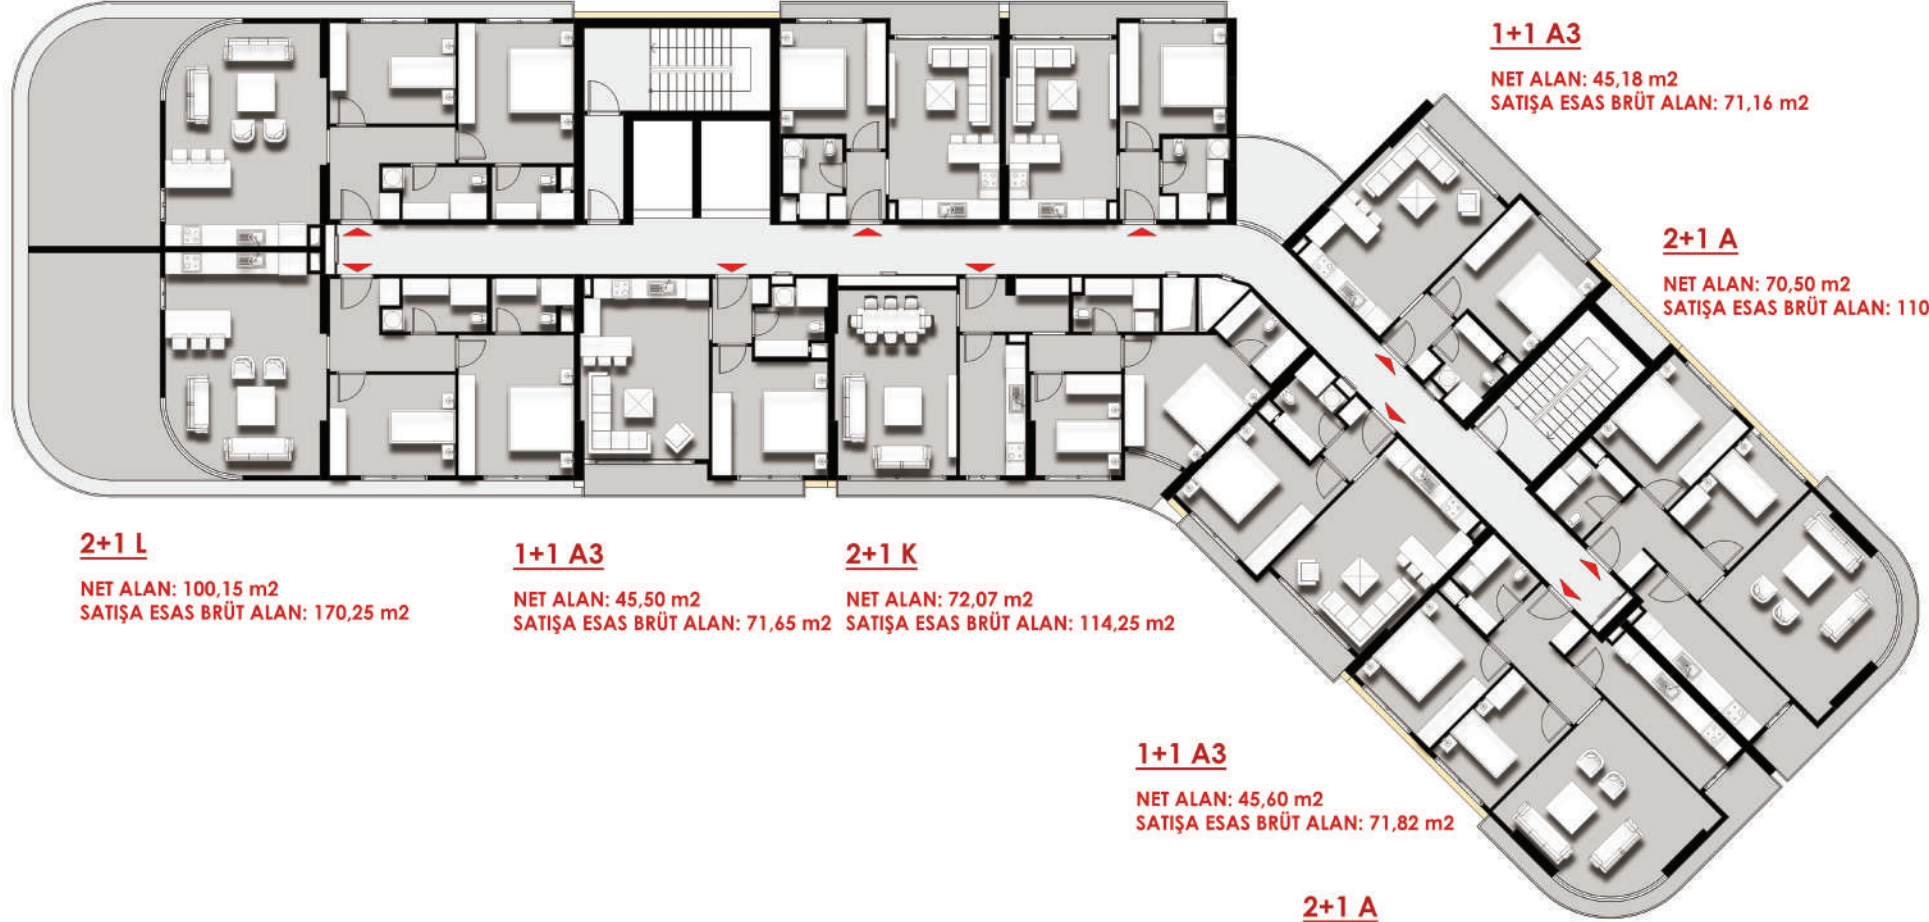 1+1 A3
NET ALAN: 45,18 m2
SATIŞA ESAS BRÜT ALAN: 71,16 m2
2+1 A
NET ALAN: 70,50 m2
SATIŞA ESAS BRÜT ALAN: 110
2+1 L
NET ALAN: 100,15 m2
SATIŞA ESAS BRÜT ALAN: 170,25 m2
1+1 A3
NET ALAN: 45,50 m2
SATIŞA ESAS BRÜT ALAN: 71,65 m2
2+1 K
NET ALAN: 72,07 m2
SATIŞA ESAS BRÜT ALAN: 114,25 m2
1+1 A3
NET ALAN: 45,60 m2
SATIŞA ESAS BRÜT ALAN: 71,82 m2
2+1 A